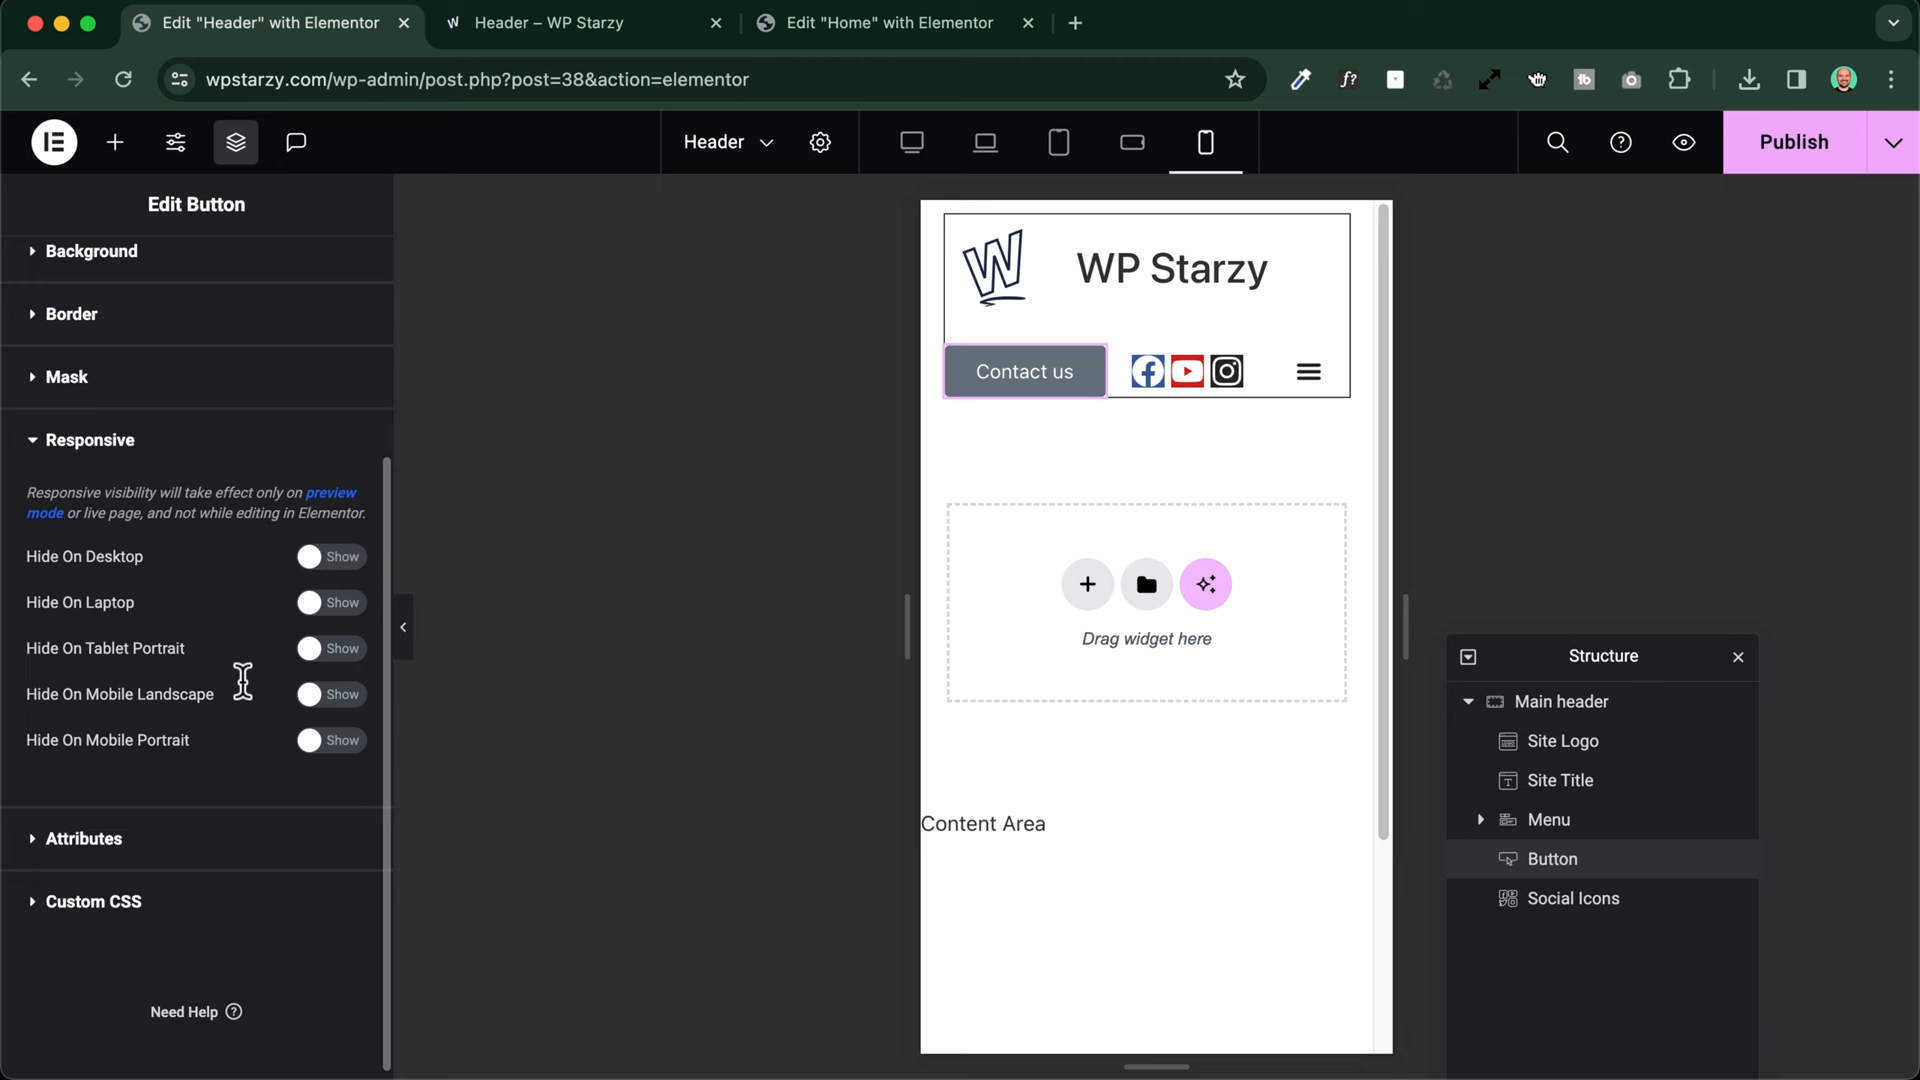 Edit "Header" with Elementor
Header – WP Starzy
Edit "Home" with Elementor
wpstarzy.com/wp-admin/post.php?post=38&action=elementor
f?
tb
Header
Publish
Edit Button
Background
Border
Mask
Responsive
Responsive visibility will take effect only on preview
mode or live page, and not while editing in Elementor.
Hide On Desktop
Show
Hide On Laptop
Show
Hide On Tablet Portrait
Show
Hide On Mobile Landscape
Show
Hide On Mobile Portrait
Show
Attributes
Custom CSS
Need Help
W
WP Starzy
Contact us
Drag widget here
Content Area
Structure
Main header
Site Logo
Site Title
Menu
Button
Social Icons